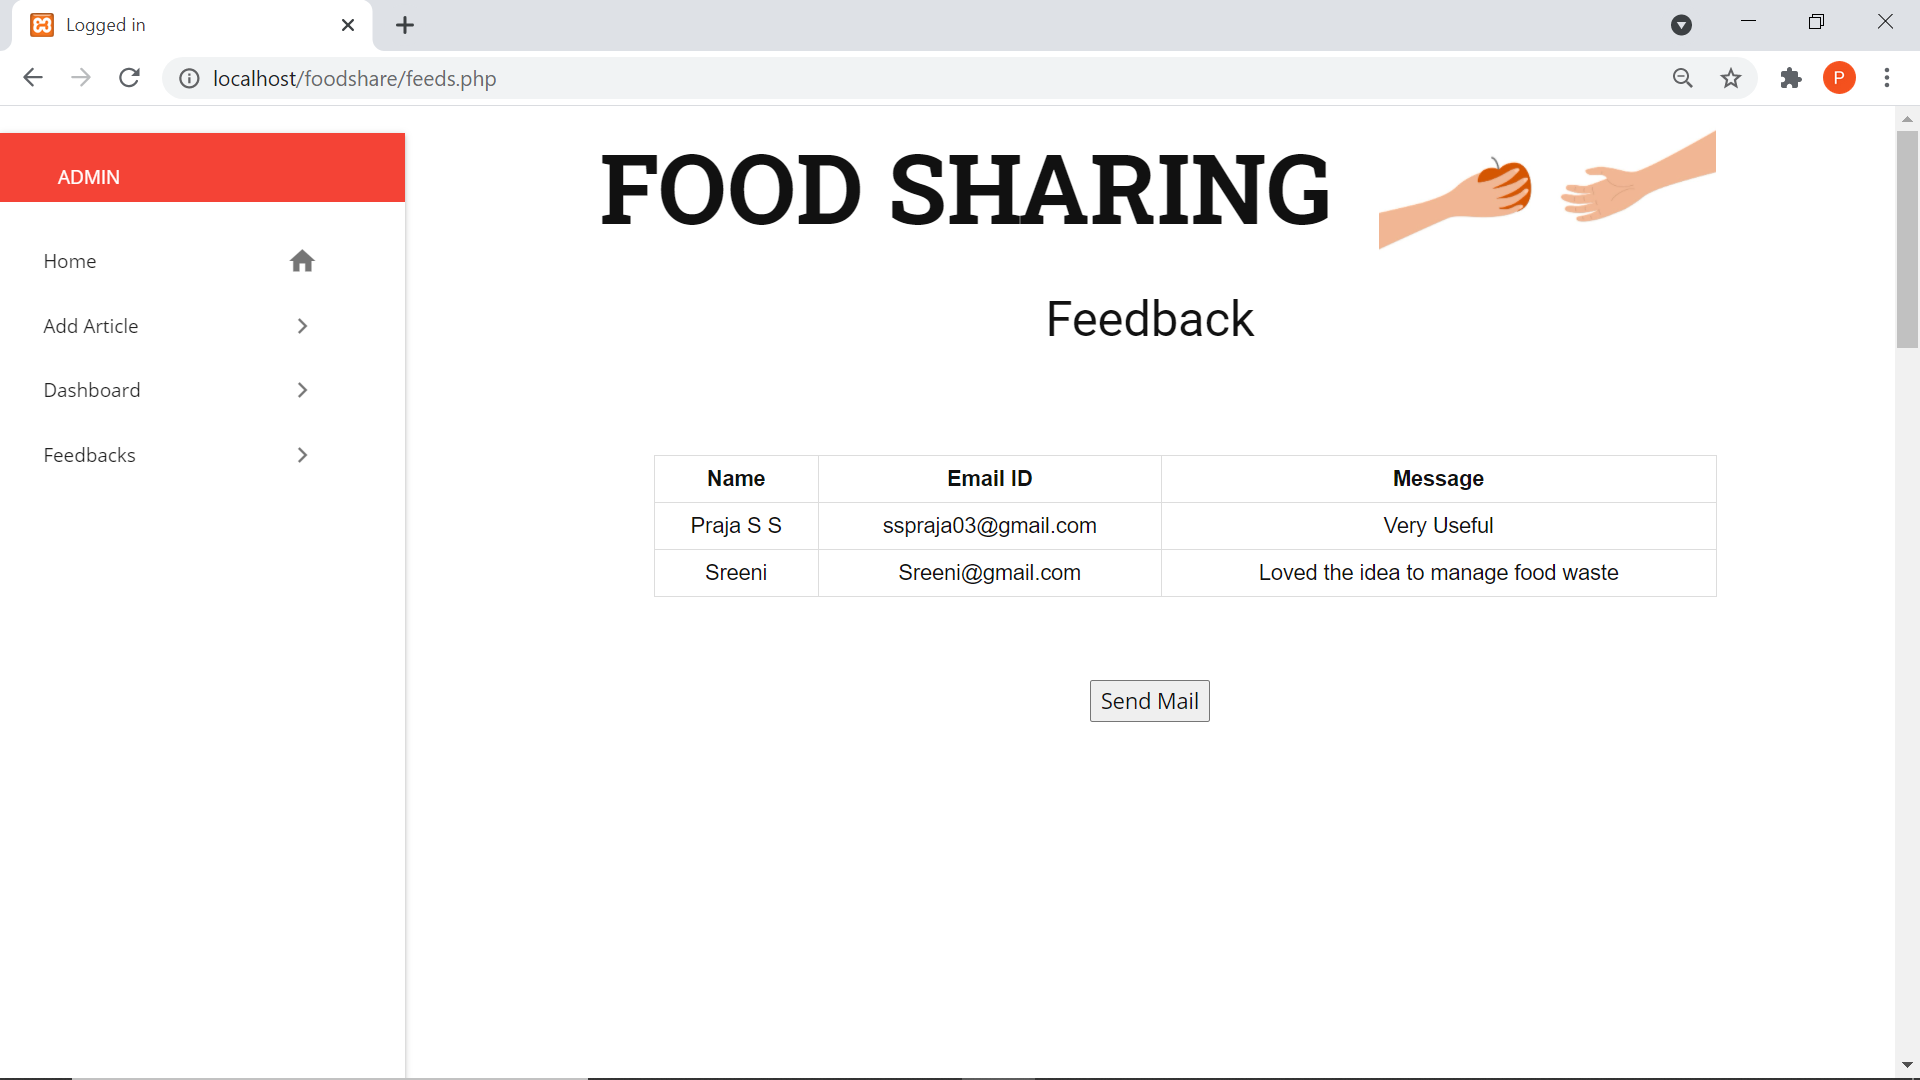 Logged in
localhost/foodshare/feeds.php
P
ADMIN
Home
Add Article
Dashboard
Feedbacks
FOOD SHARING
Feedback
Name Email ID Message
Praja S S sspraja03@gmail.com Very Useful
Sreeni Sreeni@gmail.com Loved the idea to manage food waste
Send Mail